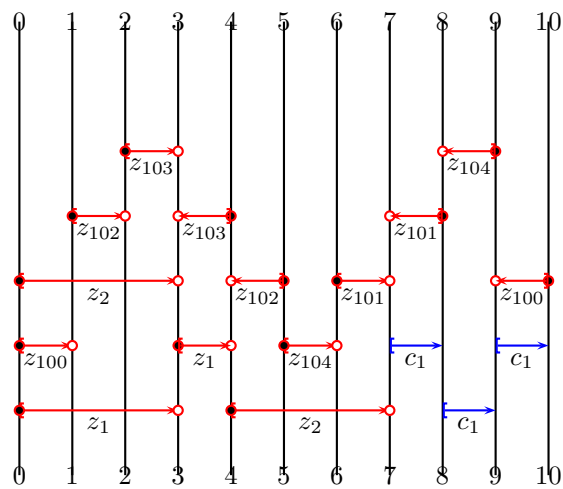 0 1 2 3 4 5 6 7 8 9 10
z₁₀₃ z₁₀₄
z₁₀₂ z₁₀₃ z₁₀₁
z₂ z₁₀₂ z₁₀₁ z₁₀₀
z₁₀₀ z₁ z₁₀₄ c₁ c₁
z₁ z₂ c₁
0 1 2 3 4 5 6 7 8 9 10